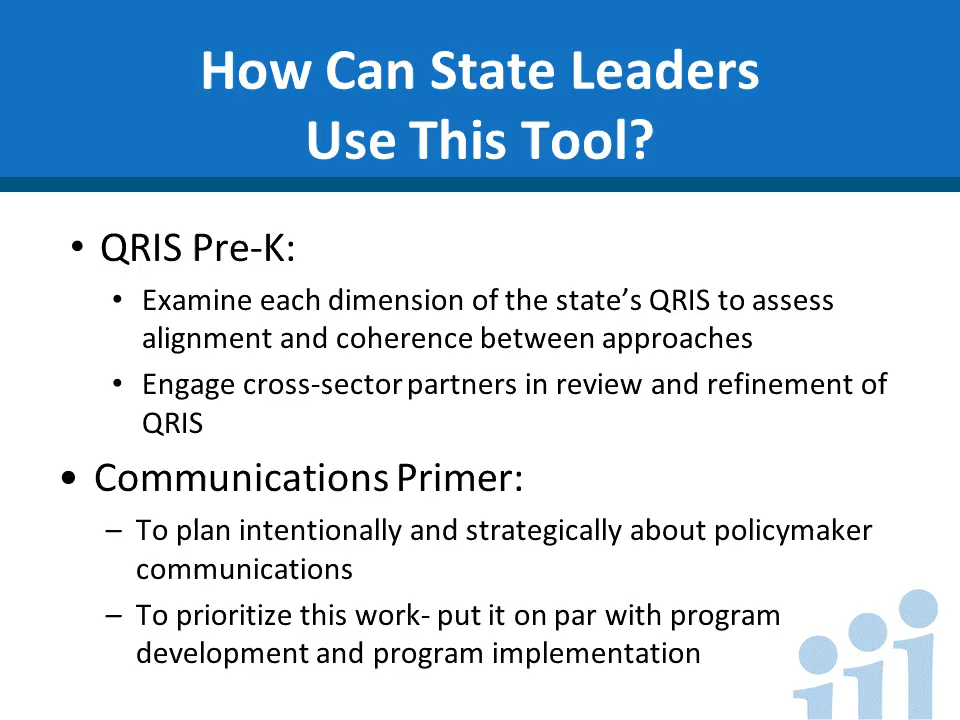 How Can State Leaders
Use This Tool?
• QRIS Pre-K:
• Examine each dimension of the state’s QRIS to assess
alignment and coherence between approaches
• Engage cross-sector partners in review and refinement of
QRIS
• Communications Primer:
– To plan intentionally and strategically about policymaker
communications
– To prioritize this work- put it on par with program
development and program implementation